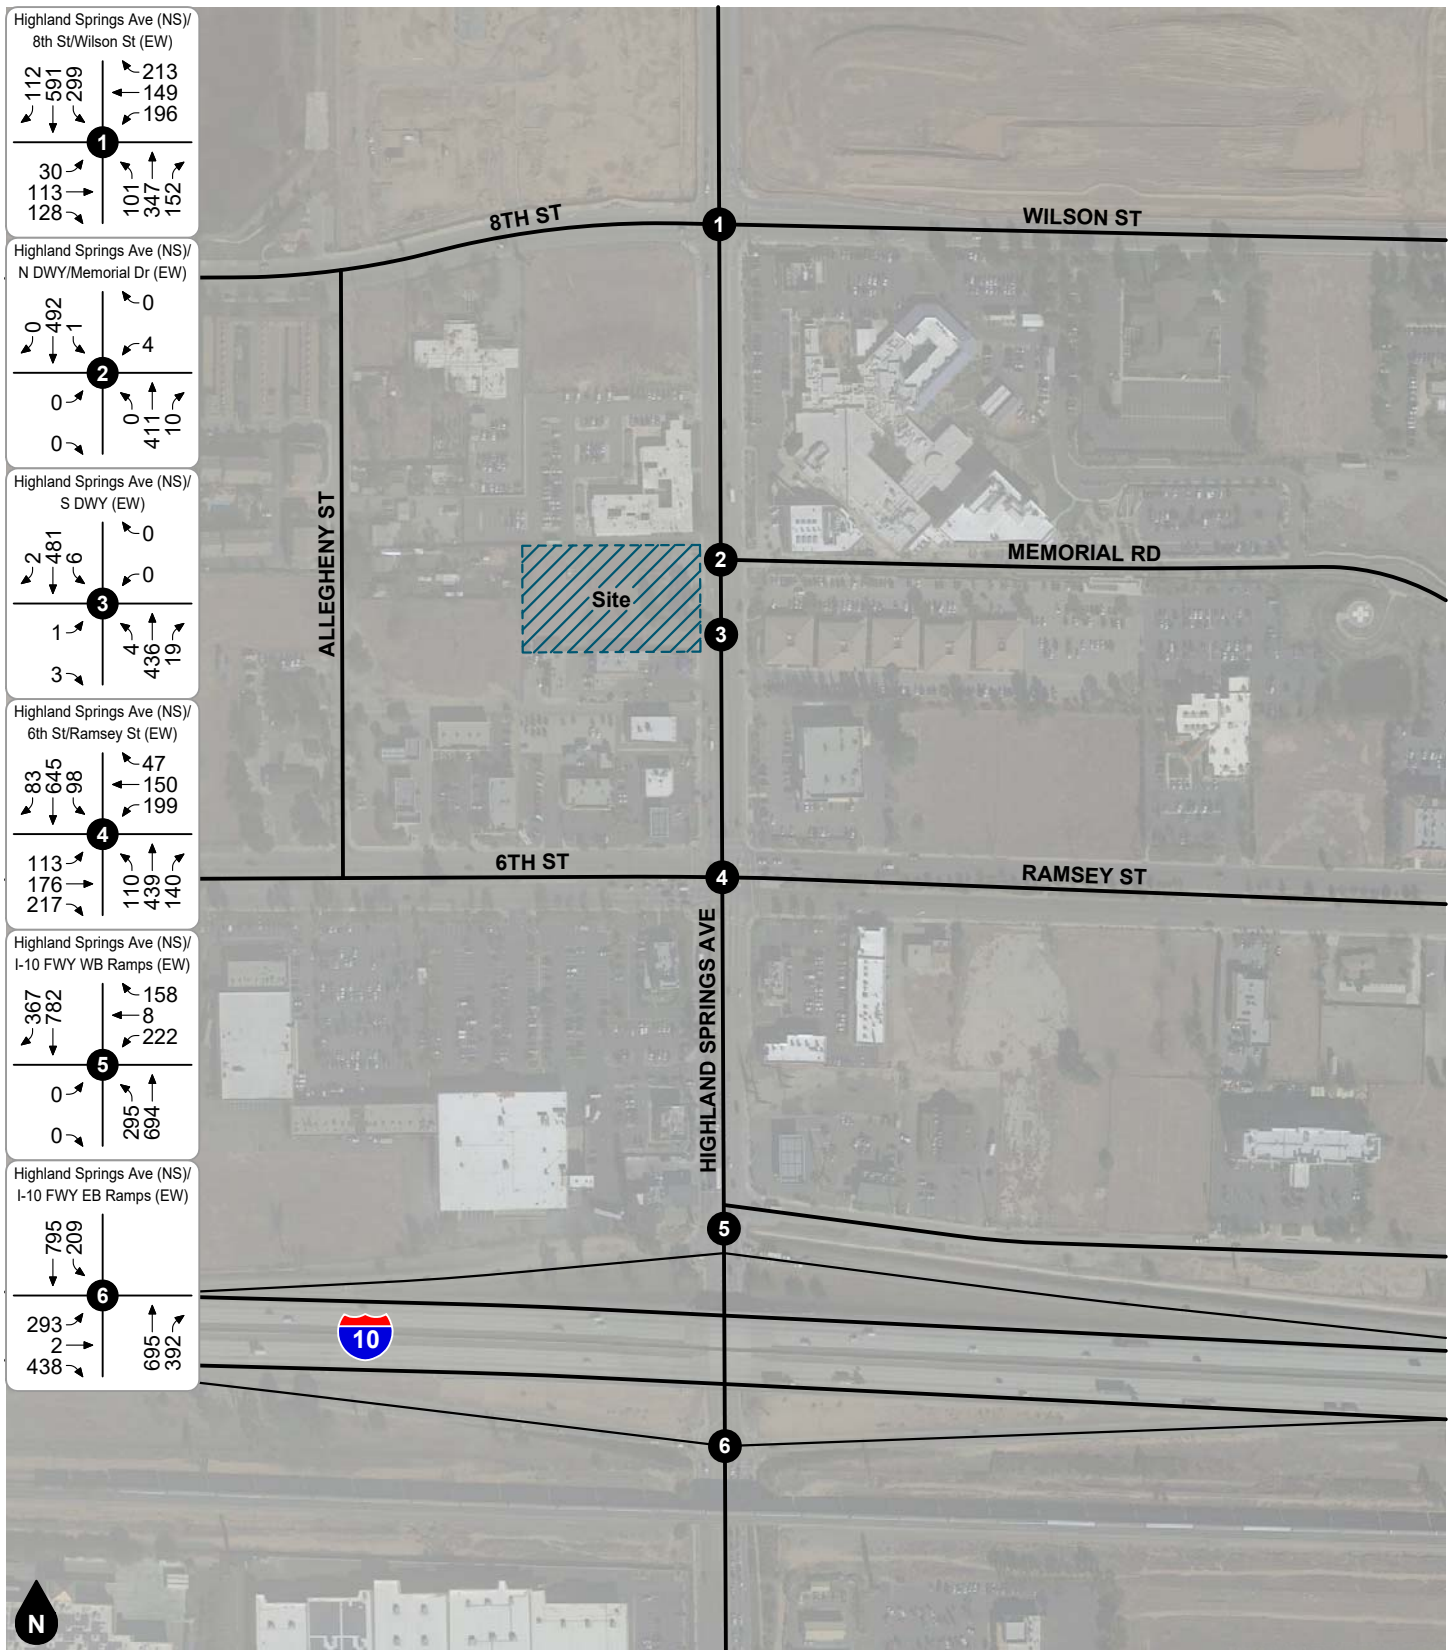 Highland Springs Ave (NS)/
8th St/Wilson St (EW)
112 591 299
213
149
196
1
30
113
128
101 347 152
Highland Springs Ave (NS)/
N DWY/Memorial Dr (EW)
0 492 1
0
4
2
0
0
0 411 10
Highland Springs Ave (NS)/
S DWY (EW)
2 481 6
0
0
3
1
3
4 436 19
Highland Springs Ave (NS)/
6th St/Ramsey St (EW)
83 645 98
47
150
199
4
113
176
217
110 439 140
Highland Springs Ave (NS)/
I-10 FWY WB Ramps (EW)
367 782
158
8
222
5
0
0
295 694
Highland Springs Ave (NS)/
I-10 FWY EB Ramps (EW)
795 209
6
293
2
438
695 392
8TH ST
1
WILSON ST
ALLEGHENY ST
2
MEMORIAL RD
Site
3
6TH ST
4
RAMSEY ST
HIGHLAND SPRINGS AVE
5
10
6
N